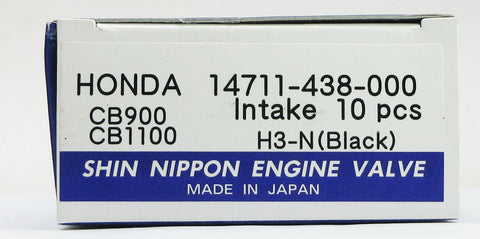 HONDA 14711-438-000
CB900 Intake 10 pcs
CB1100 H3-N(Black)
SHIN NIPPON ENGINE VALVE
MADE IN JAPAN